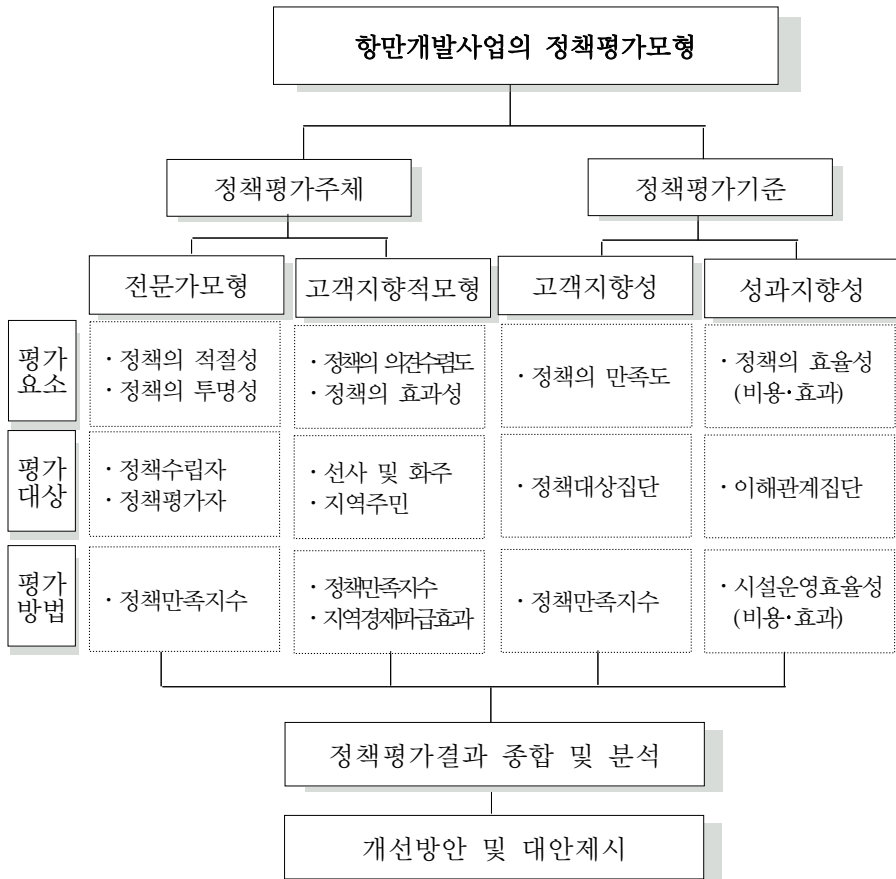 항만개발사업의 정책평가모형
정책평가주체
정책평가기준
전문가모형
고객지향적모형
고객지향성
성과지향성
평가
요소
· 정책의 적절성
· 정책의 투명성
· 정책의 의견수렴도
· 정책의 효과성
· 정책의 만족도
· 정책의 효율성
(비용·효과)
평가
대상
· 정책수립자
· 정책평가자
· 선사 및 화주
· 지역주민
· 정책대상집단
· 이해관계집단
평가
방법
· 정책만족지수
· 정책만족지수
· 지역경제파급효과
· 정책만족지수
· 시설운영효율성
(비용·효과)
정책평가결과 종합 및 분석
개선방안 및 대안제시